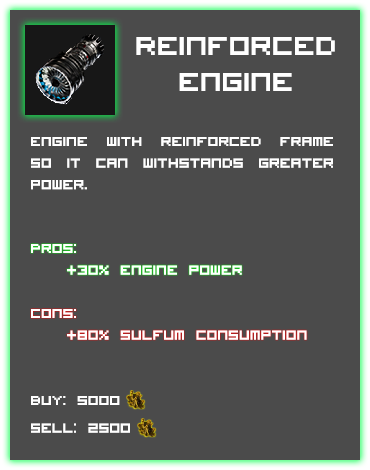 REINFORCED
ENGINE
ENGINE WITH REINFORCED FRAME
SO IT CAN WITHSTANDS GREATER
POWER.
PROS:
+30% ENGINE POWER
CONS:
+80% SULFUM CONSUMPTION
BUY: 5000
SELL: 2500